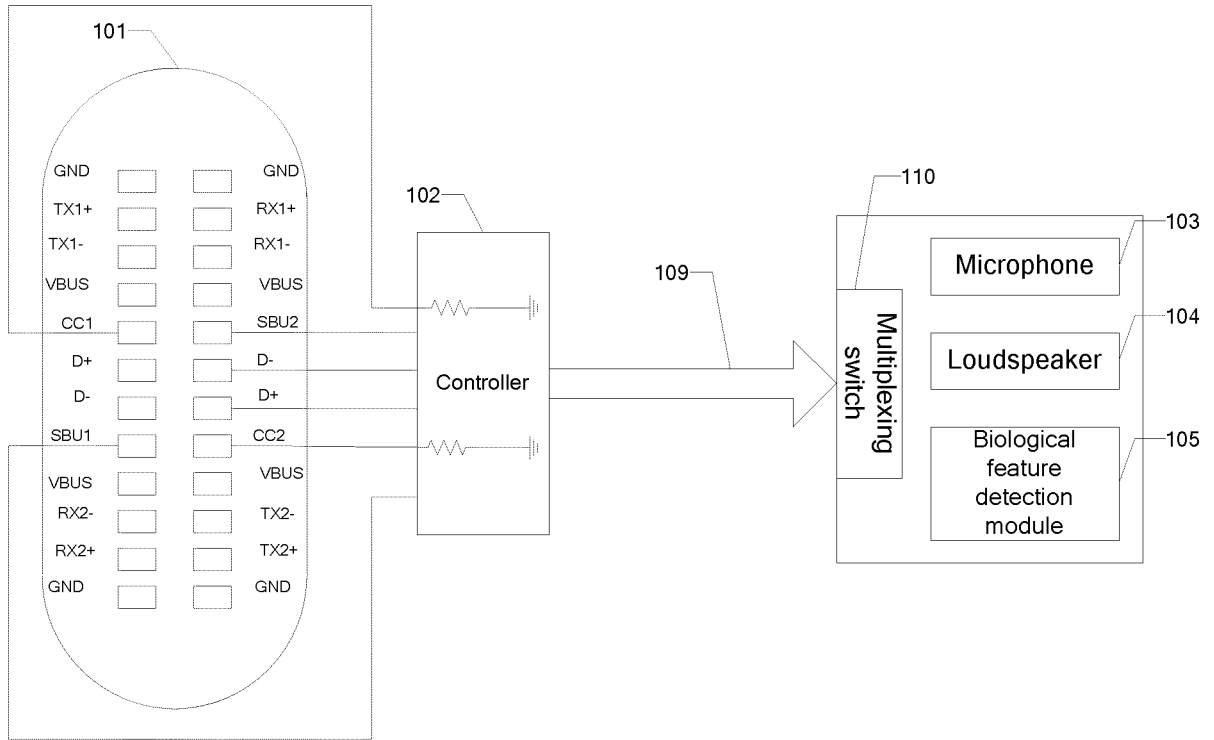 101
GND
GND
TX1+
RX1+
TX1-
RX1-
VBUS
VBUS
CC1
SBU2
D+
D-
D-
D+
SBU1
CC2
VBUS
VBUS
RX2-
TX2-
RX2+
TX2+
GND
GND
102
Controller
109
110
Multiplexing
switch
103
Microphone
104
Loudspeaker
105
Biological
feature
detection
module